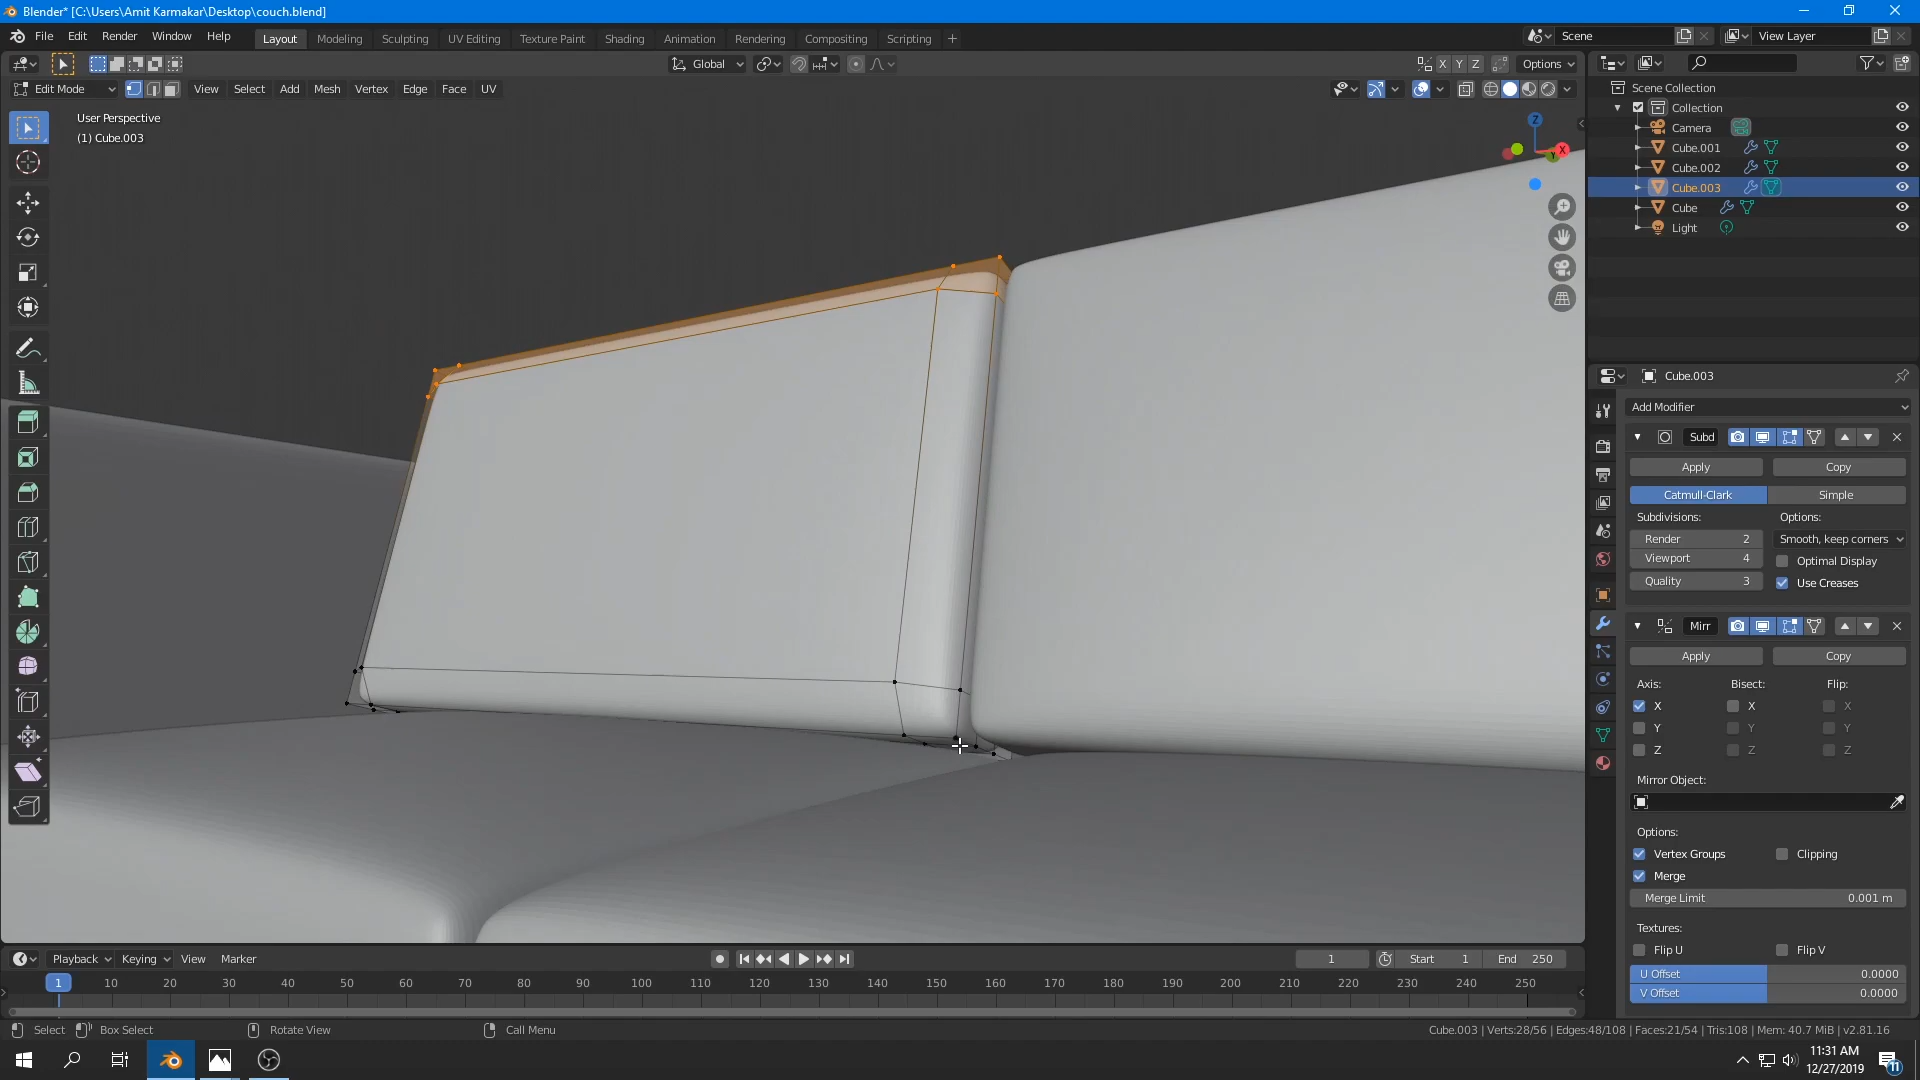 Blender* [C:\Users\Amit Karmakar\Desktop\couch.blend]
File Edit Render Window Help Layout Modeling Sculpting UV Editing Texture Paint Shading Animation Rendering Compositing Scripting + Scene View Layer
Global X Y Z Options
Edit Mode View Select Add Mesh Vertex Edge Face UV
User Perspective
(1) Cube.003
Z
X
Y
Scene Collection
Collection
Camera
Cube.001
Cube.002
Cube.003
Cube
Light
Cube.003
Add Modifier
Subd
Apply Copy
Catmull-Clark Simple
Subdivisions: Options:
Render 2 Smooth, keep corners
Viewport 4 Optimal Display
Quality 3 Use Creases
Mirr
Apply Copy
Axis: Bisect: Flip:
X X X
Y Y Y
Z Z Z
Mirror Object:
Options:
Vertex Groups Clipping
Merge
Merge Limit 0.001 m
Textures:
Flip U Flip V
U Offset 0.0000
V Offset 0.0000
Playback Keying View Marker 1 Start 1 End 250
1 10 20 30 40 50 60 70 80 90 100 110 120 130 140 150 160 170 180 190 200 210 220 230 240 250
Select Box Select Rotate View Call Menu Cube.003 | Verts:28/56 | Edges:48/108 | Faces:21/54 | Tris:108 | Mem: 40.7 MiB | v2.81.16
11:31 AM
12/27/2019
11